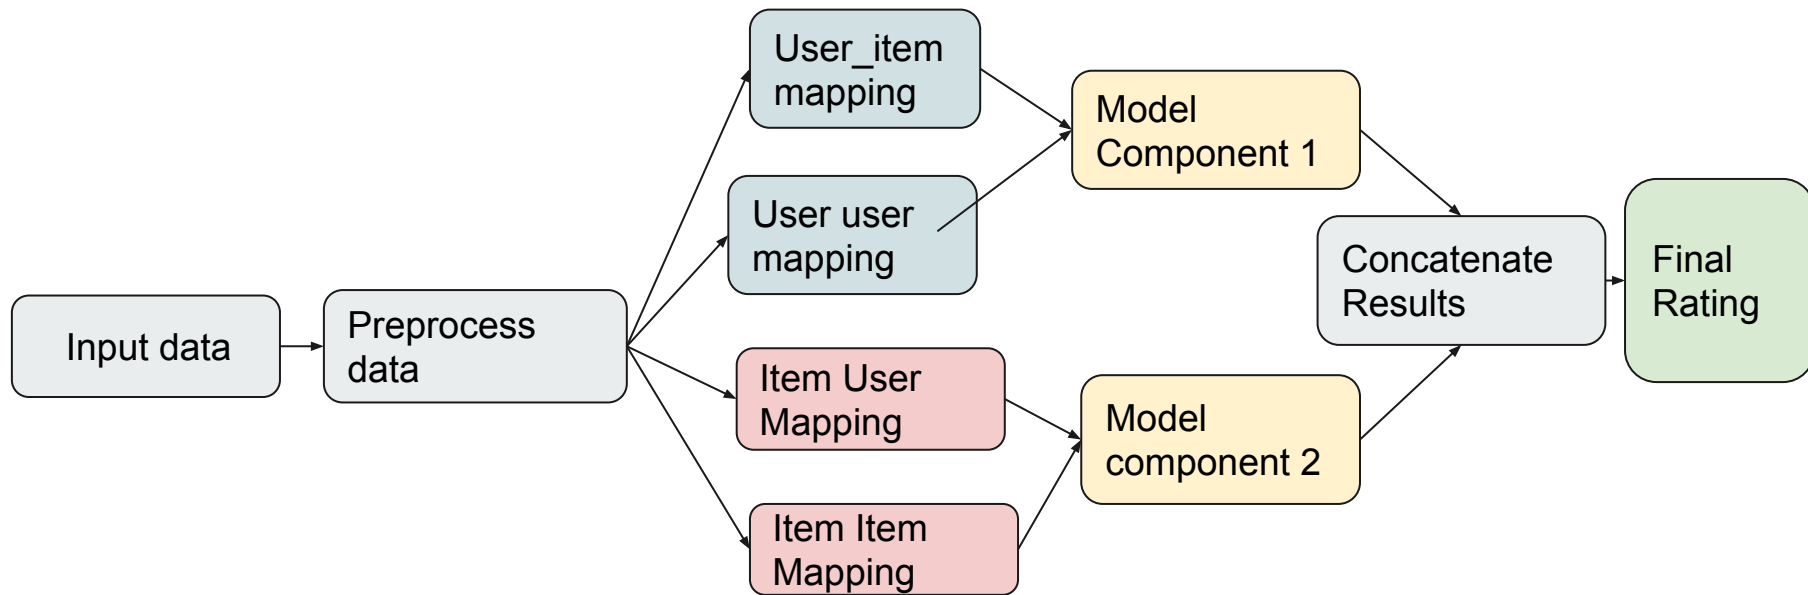 Input data
Preprocess
data
User_item
mapping
User user
mapping
Item User
Mapping
Item Item
Mapping
Model
Component 1
Model
component 2
Concatenate
Results
Final
Rating